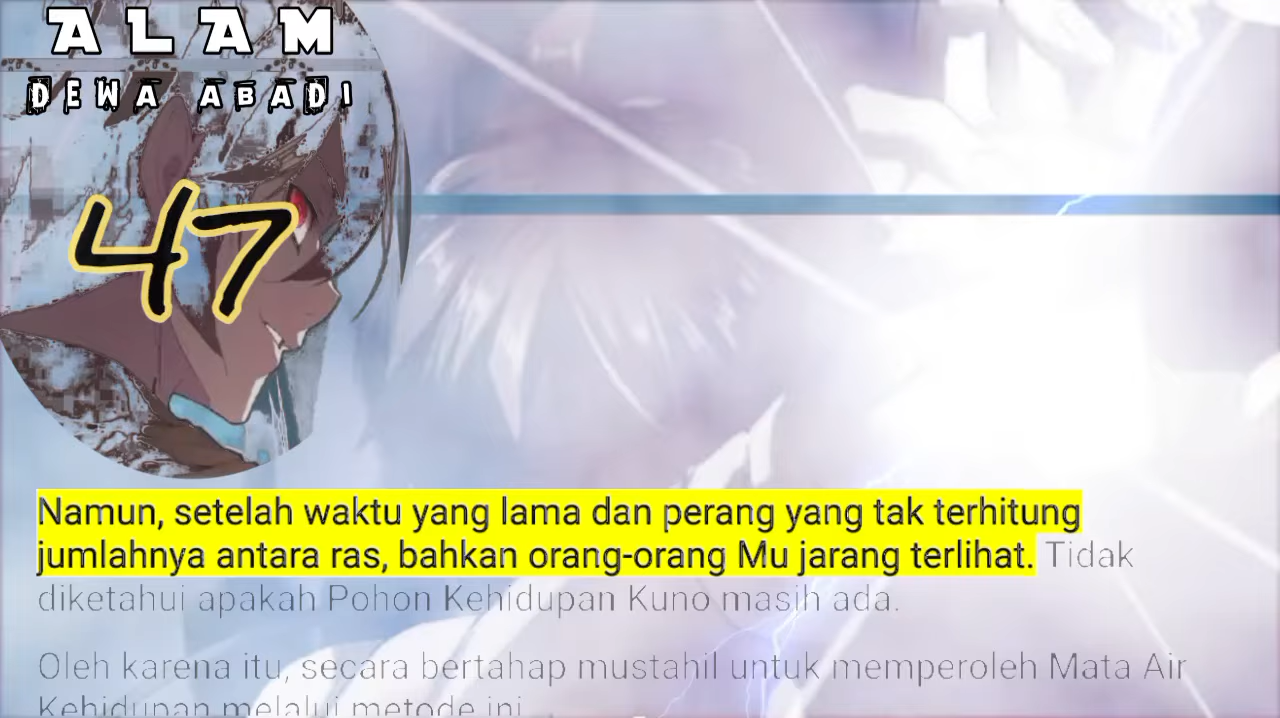 ALAM
DEWA ABADI
47
Namun, setelah waktu yang lama dan perang yang tak terhitung
jumlahnya antara ras, bahkan orang-orang Mu jarang terlihat. Tidak
diketahui apakah Pohon Kehidupan Kuno masih ada.
Oleh karena itu, secara bertahap mustahil untuk memperoleh Mata Air
Kehidupan melalui metode ini.